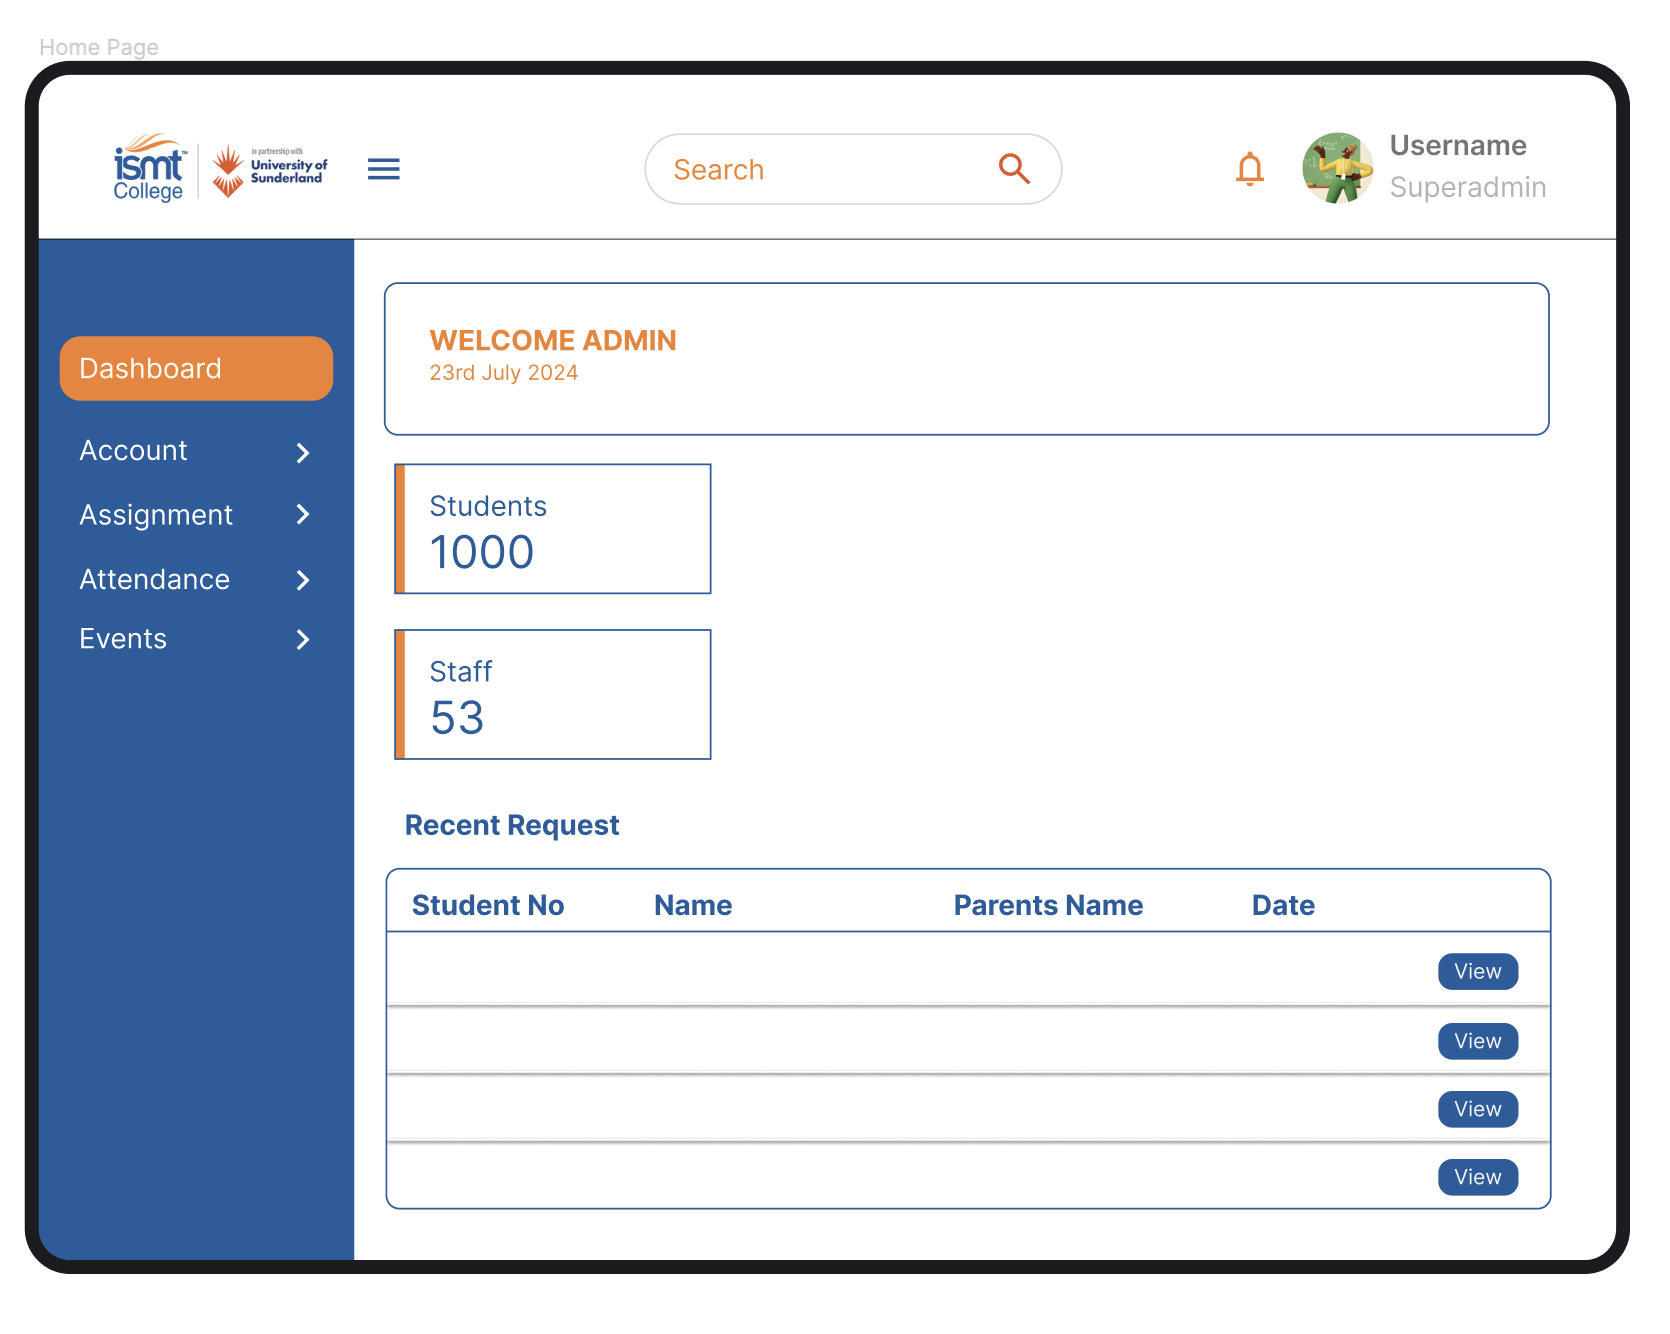 Home Page
ismt™
College
in partnership with
University of
Sunderland
Search
Username
Superadmin
Dashboard
Account
Assignment
Attendance
Events
WELCOME ADMIN
23rd July 2024
Students
1000
Staff
53
Recent Request
Student No Name Parents Name Date
View
View
View
View